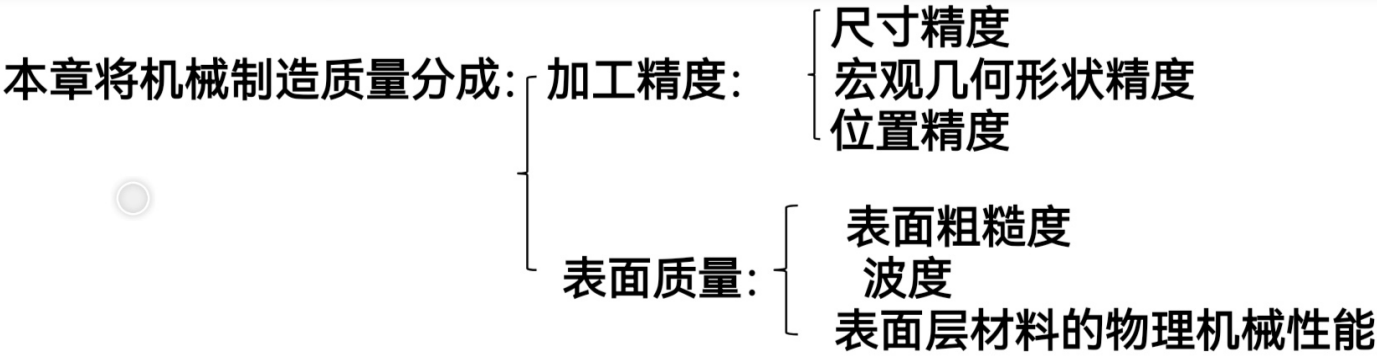 本章将机械制造质量分成：
加工精度：
尺寸精度
宏观几何形状精度
位置精度
表面质量：
表面粗糙度
波度
表面层材料的物理机械性能